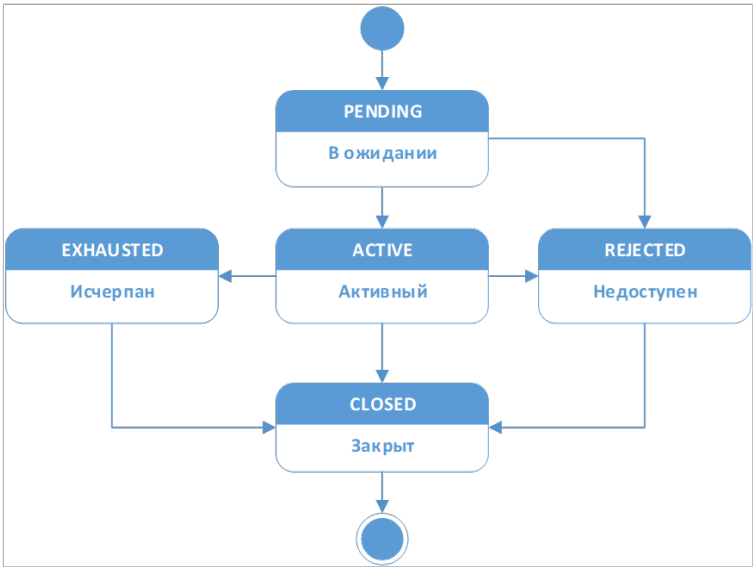 PENDING
В ожидании
EXHAUSTED
Исчерпан
ACTIVE
Активный
REJECTED
Недоступен
CLOSED
Закрыт